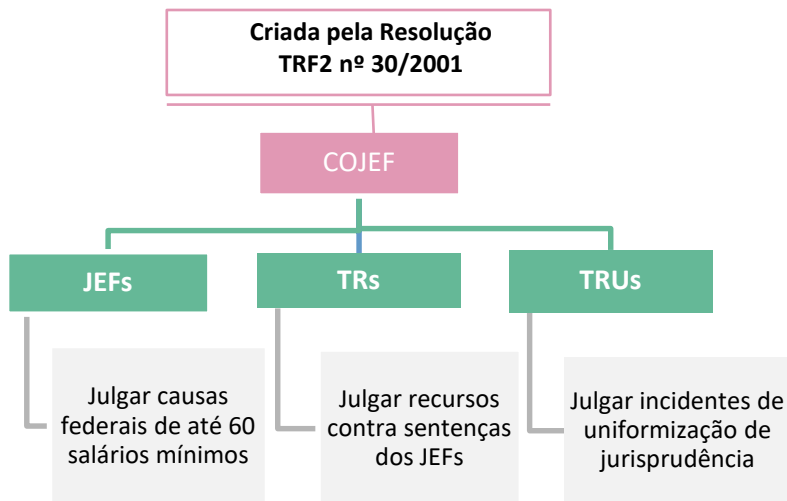 Criada pela Resolução
TRF2 nº 30/2001
COJEF
JEFs
TRs
TRUs
Julgar causas
federais de até 60
salários mínimos
Julgar recursos
contra sentenças
dos JEFs
Julgar incidentes de
uniformização de
jurisprudência